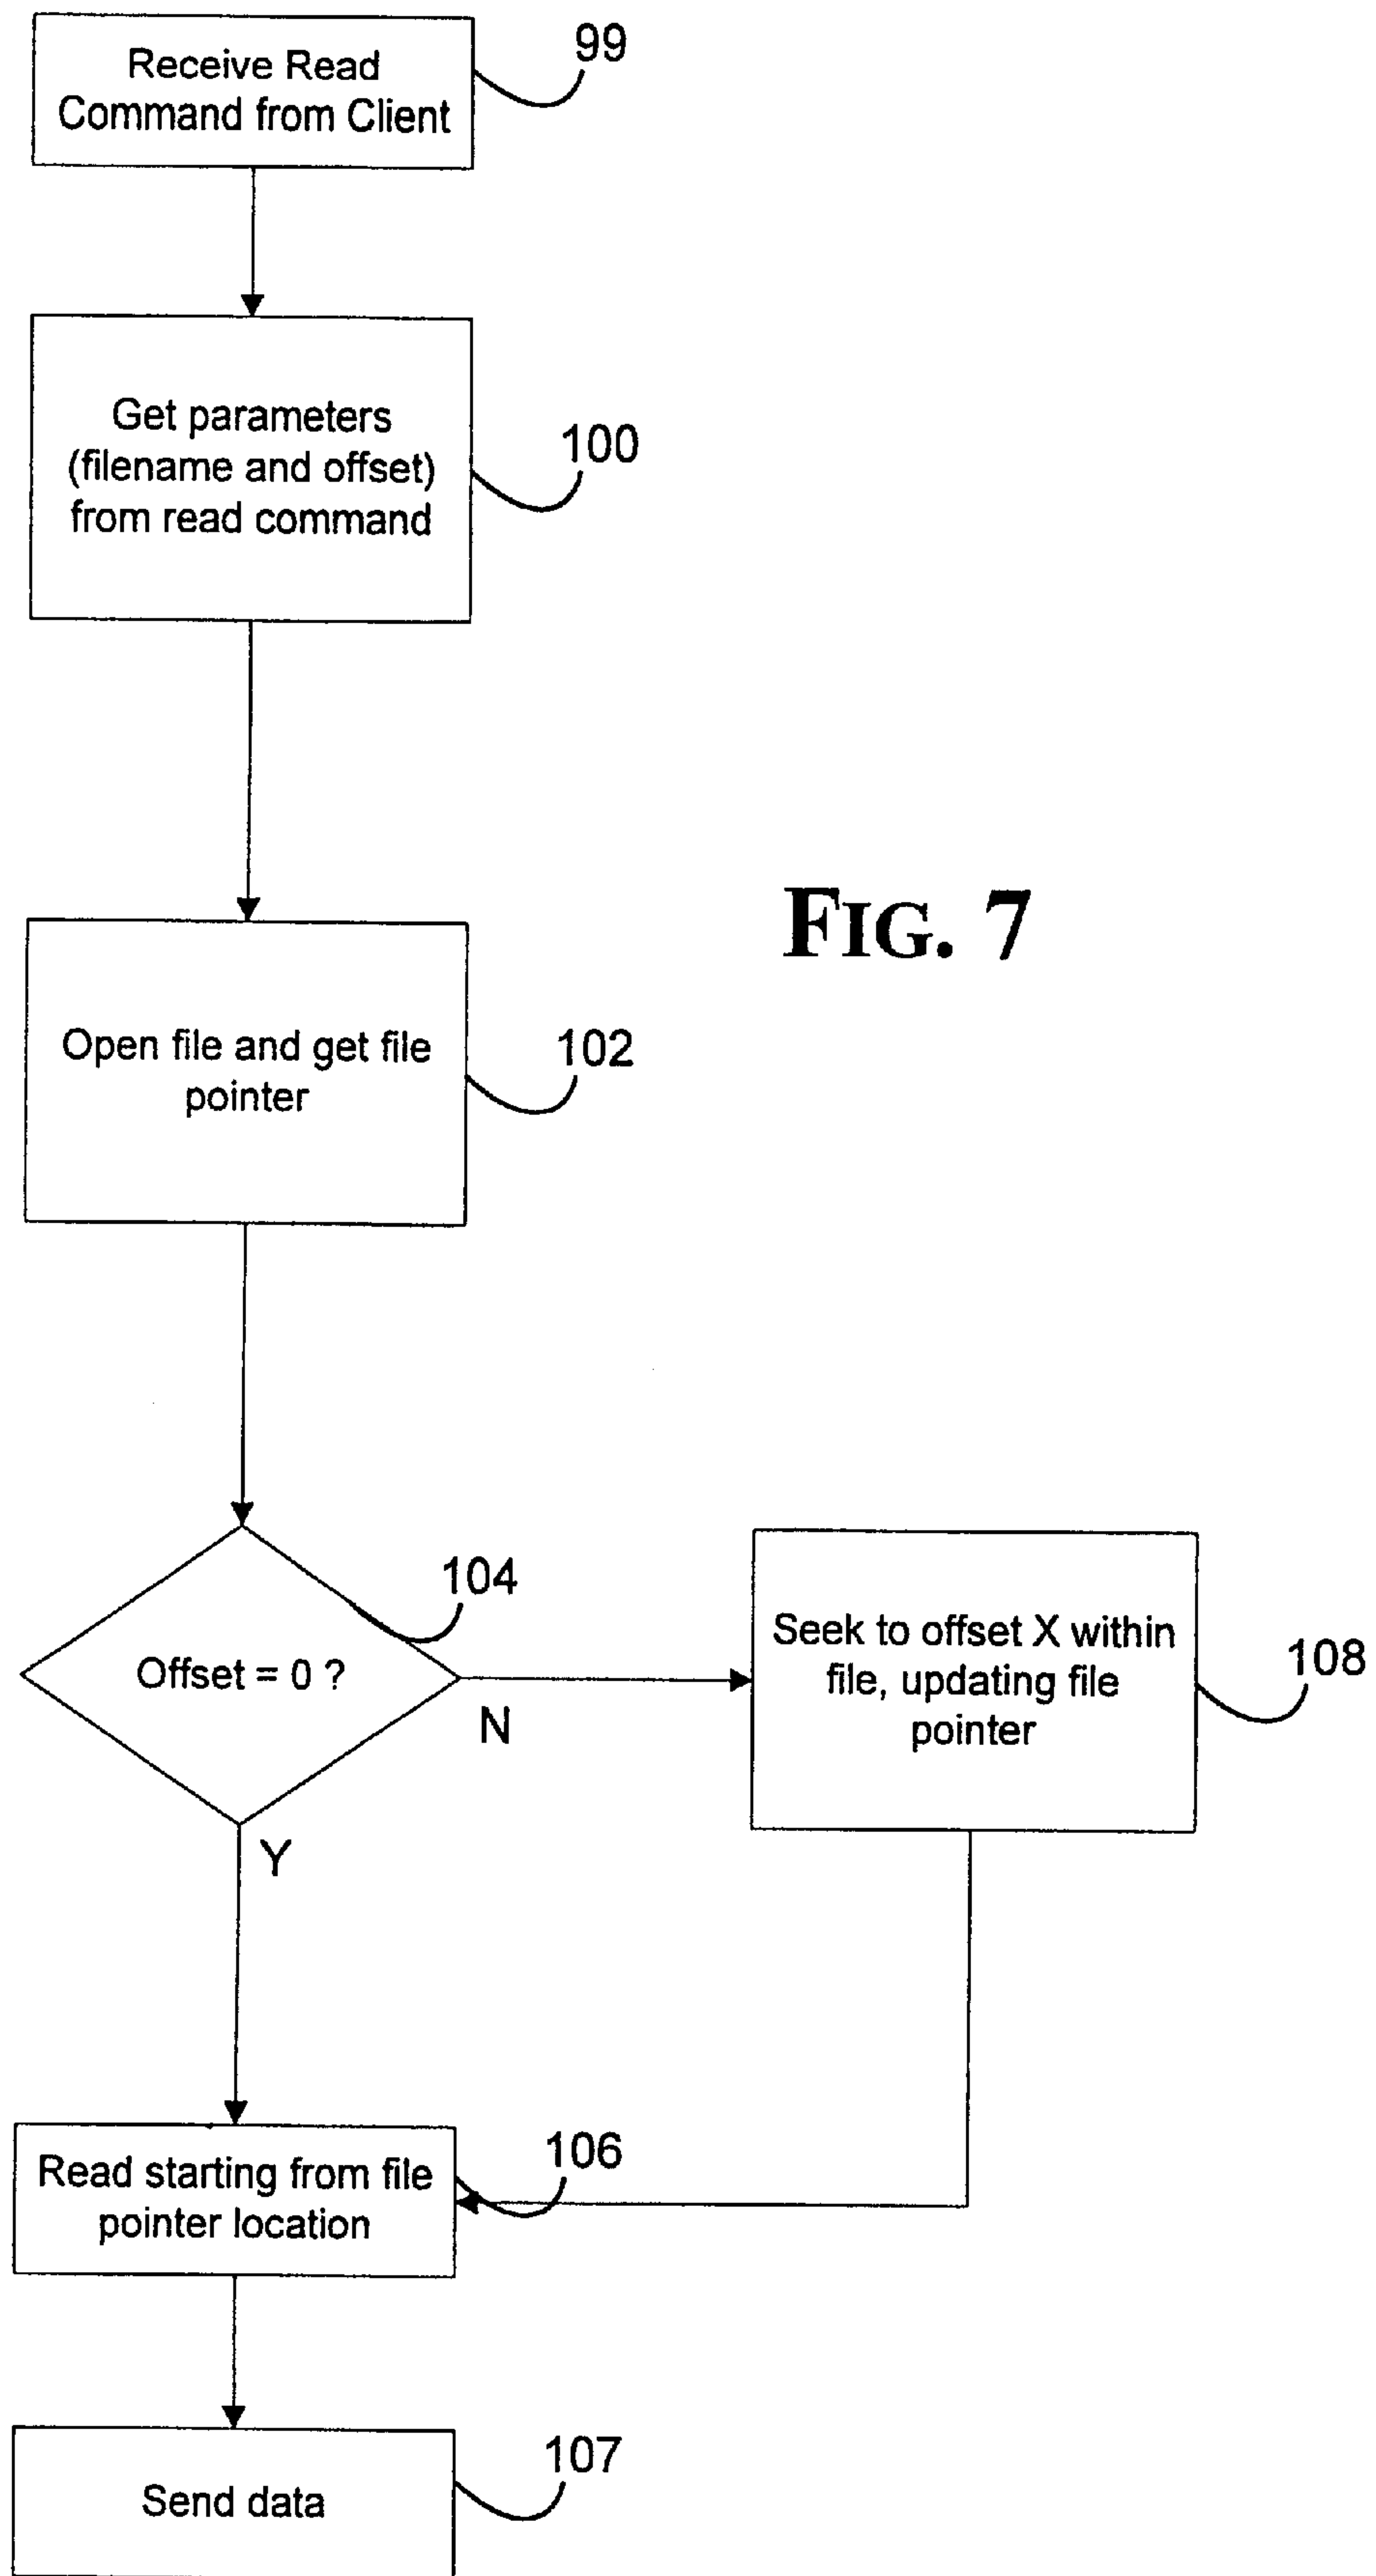 Receive Read
Command from Client
99
Get parameters
(filename and offset)
from read command
100
FIG. 7
Open file and get file
pointer
102
104
Offset = 0 ?
N
Y
Seek to offset X within
file, updating file
pointer
108
Read starting from file
pointer location
106
Send data
107